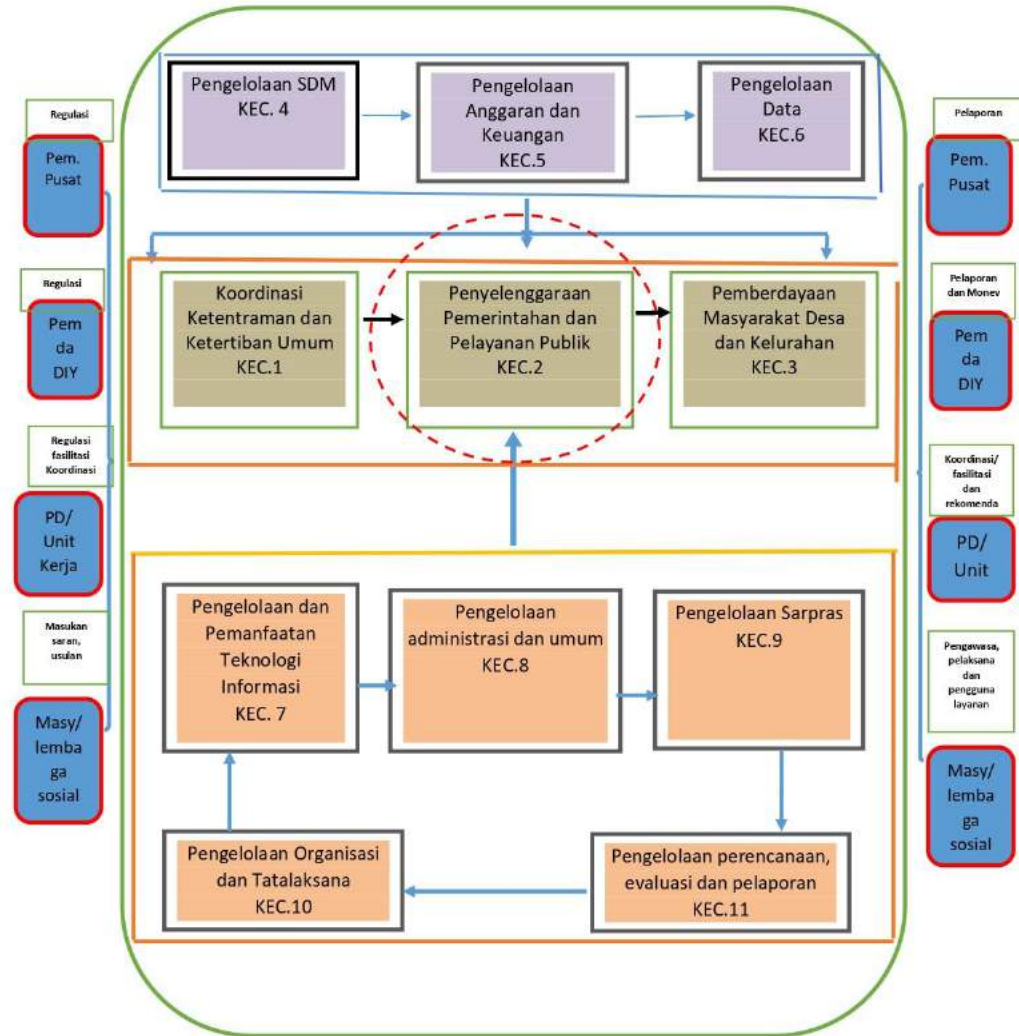 Pengelolaan SDM
KEC. 4
Pengelolaan
Anggaran dan
Keuangan
KEC.5
Pengelolaan
Data
KEC.6
Regulasi
Pem.
Pusat
Regulasi
Pem
da
DIY
Regulasi
fasilitasi
Koordinasi
PD/
Unit
Kerja
Masukan
saran,
usulan
Masy/
lemba
ga
sosial
Koordinasi
Ketentraman dan
Ketertiban Umum
KEC.1
Penyelenggaraan
Pemerintahan dan
Pelayanan Publik
KEC.2
Pemberdayaan
Masyarakat Desa
dan Kelurahan
KEC.3
Pengelolaan dan
Pemanfaatan
Teknologi
Informasi
KEC. 7
Pengelolaan
administrasi dan umum
KEC.8
Pengelolaan Sarpras
KEC.9
Pengelolaan Organisasi
dan Tatalaksana
KEC.10
Pengelolaan perencanaan,
evaluasi dan pelaporan
KEC.11
Pelaporan
Pem.
Pusat
Pelaporan
dan Monev
Pem
da
DIY
Koordinasi/
fasilitasi
dan
rekomenda
PD/
Unit
Pengawasa,
pelaksana
dan
pengguna
layanan
Masy/
lemba
ga
sosial